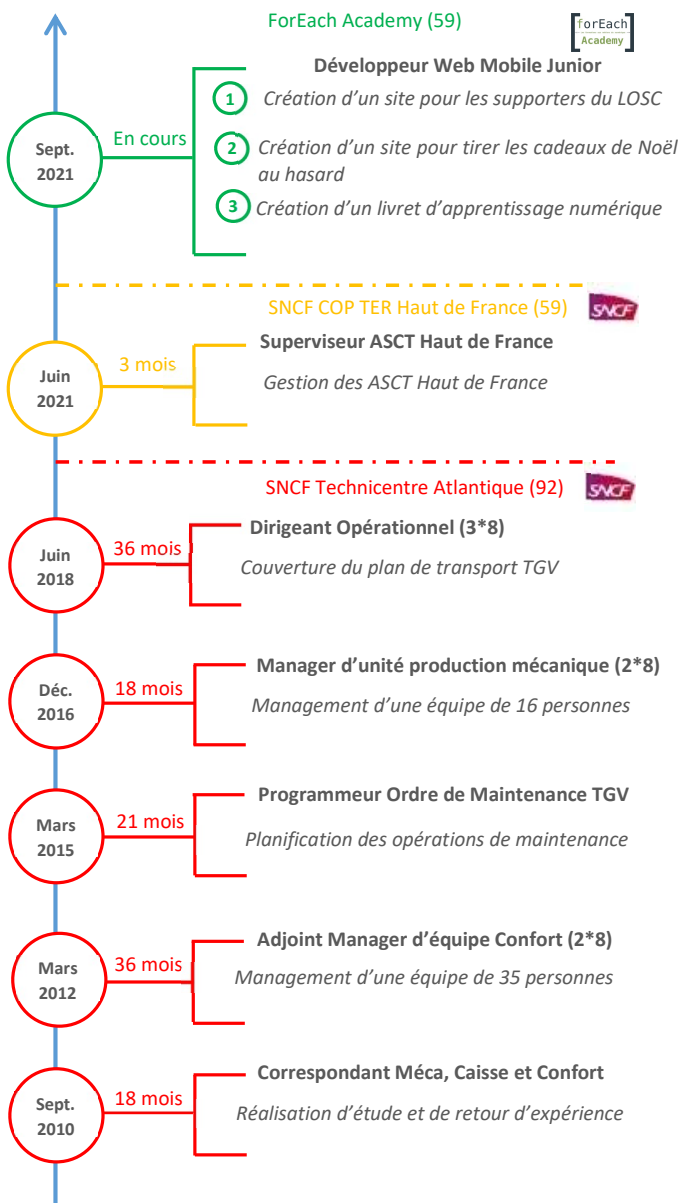 ForEach Academy (59)
forEach
Academy
Développeur Web Mobile Junior
1 Création d'un site pour les supporters du LOSC
Sept.
2021
En cours
2 Création d'un site pour tirer les cadeaux de Noël
au hasard
3 Création d'un livret d'apprentissage numérique
SNCF COP TER Haut de France (59)
SNCF
Superviseur ASCT Haut de France
Juin
2021
3 mois
Gestion des ASCT Haut de France
SNCF Technicentre Atlantique (92)
SNCF
Dirigeant Opérationnel (3*8)
Juin
2018
36 mois
Couverture du plan de transport TGV
Manager d'unité production mécanique (2*8)
Déc.
2016
18 mois
Management d'une équipe de 16 personnes
Programmeur Ordre de Maintenance TGV
Mars
2015
21 mois
Planification des opérations de maintenance
Adjoint Manager d'équipe Confort (2*8)
Mars
2012
36 mois
Management d'une équipe de 35 personnes
Correspondant Méca, Caisse et Confort
Sept.
2010
18 mois
Réalisation d'étude et de retour d'expérience